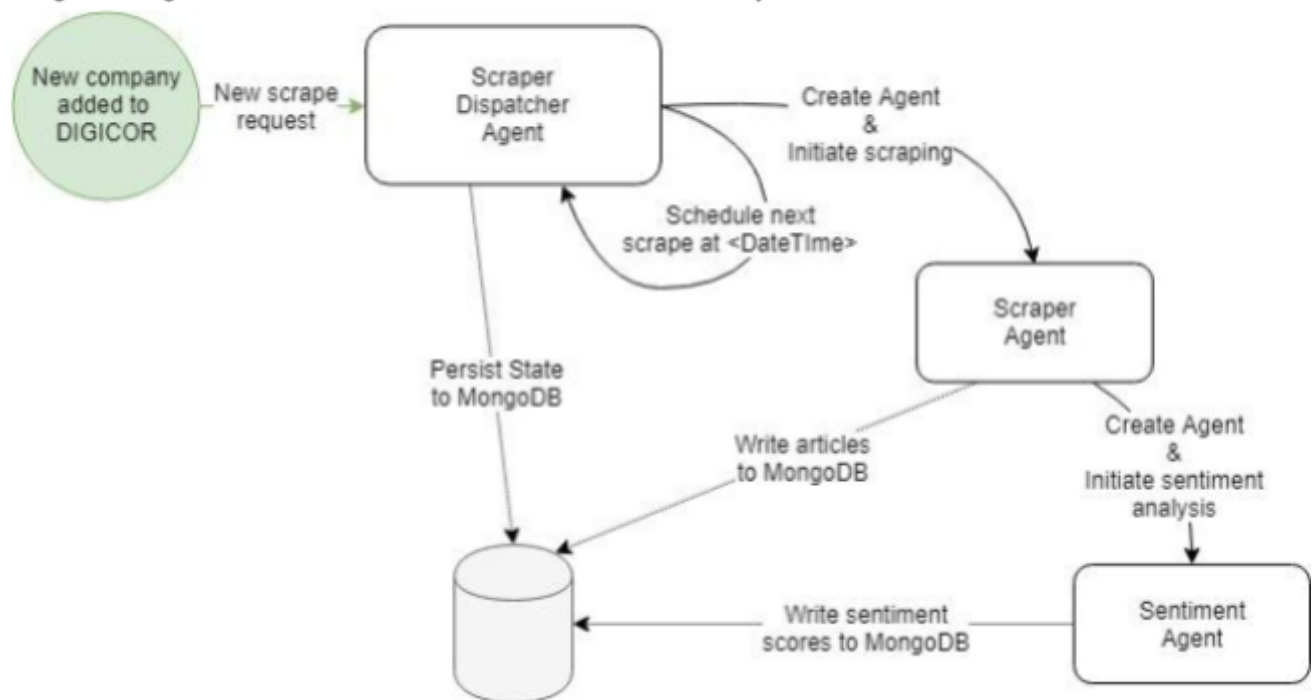 New company
added to
DIGICOR
New scrape
request
Scraper
Dispatcher
Agent
Create Agent
&
Initiate scraping
Schedule next
scrape at <DateTIme>
Scraper
Agent
Persist State
to MongoDB
Write articles
to MongoDB
Create Agent
&
Initiate sentiment
analysis
Write sentiment
scores to MongoDB
Sentiment
Agent